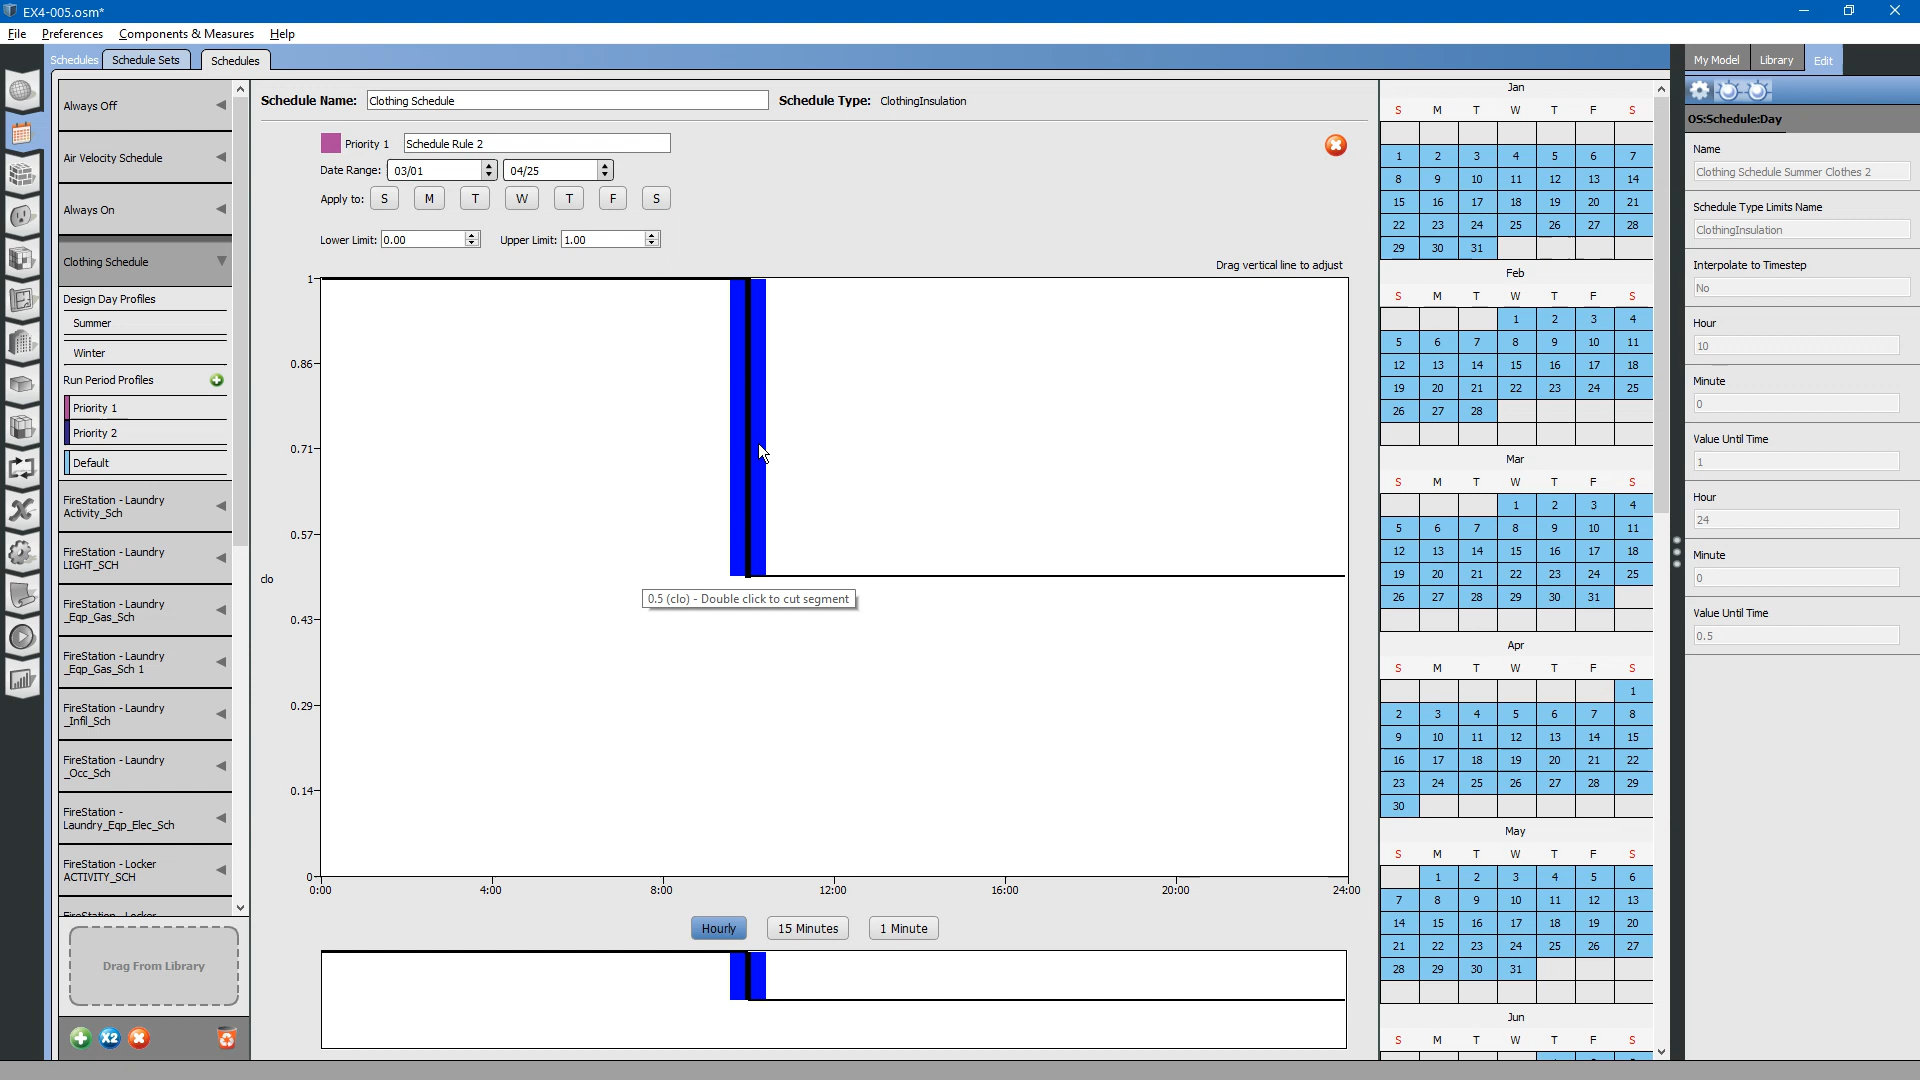 EX4-005.osm*
File Preferences Components & Measures Help
Schedules Schedule Sets Schedules
My Model Library Edit
Always Off
Air Velocity Schedule
Always On
Clothing Schedule
Design Day Profiles
Summer
Winter
Run Period Profiles
Priority 1
Priority 2
Default
FireStation - Laundry
Activity_Sch
FireStation - Laundry
LIGHT_SCH
FireStation - Laundry
_Eqp_Gas_Sch
FireStation - Laundry
_Eqp_Gas_Sch 1
FireStation - Laundry
_Infil_Sch
FireStation - Laundry
_Occ_Sch
FireStation -
Laundry_Eqp_Elec_Sch
FireStation - Locker
ACTIVITY_SCH
FireStation - Locker
Drag From Library
X2
Schedule Name: Clothing Schedule Schedule Type: ClothingInsulation
Priority 1 Schedule Rule 2
Date Range: 03/01 04/25
Apply to: S M T W T F S
Lower Limit: 0.00 Upper Limit: 1.00
Drag vertical line to adjust
1
0.86
0.71
0.57
clo
0.5 (clo) - Double click to cut segment
0.43
0.29
0.14
0
0:00 4:00 8:00 12:00 16:00 20:00 24:00
Hourly 15 Minutes 1 Minute
Jan
S M T W T F S
1 2 3 4 5 6 7
8 9 10 11 12 13 14
15 16 17 18 19 20 21
22 23 24 25 26 27 28
29 30 31
Feb
S M T W T F S
1 2 3 4
5 6 7 8 9 10 11
12 13 14 15 16 17 18
19 20 21 22 23 24 25
26 27 28
Mar
S M T W T F S
1 2 3 4
5 6 7 8 9 10 11
12 13 14 15 16 17 18
19 20 21 22 23 24 25
26 27 28 29 30 31
Apr
S M T W T F S
1
2 3 4 5 6 7 8
9 10 11 12 13 14 15
16 17 18 19 20 21 22
23 24 25 26 27 28 29
30
May
S M T W T F S
1 2 3 4 5 6
7 8 9 10 11 12 13
14 15 16 17 18 19 20
21 22 23 24 25 26 27
28 29 30 31
Jun
S M T W T F S
OS:Schedule:Day
Name
Clothing Schedule Summer Clothes 2
Schedule Type Limits Name
ClothingInsulation
Interpolate to Timestep
No
Hour
10
Minute
0
Value Until Time
1
Hour
24
Minute
0
Value Until Time
0.5